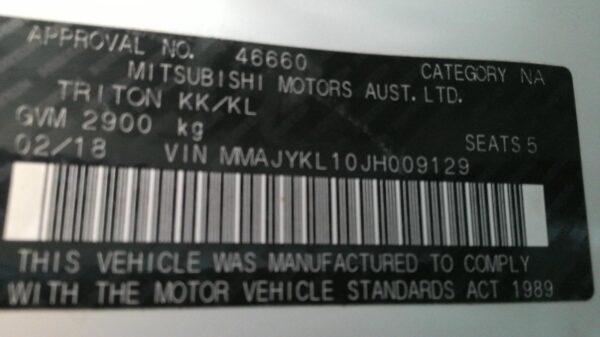 APPROVAL NO. 46660 CATEGORY NA
MITSUBISHI MOTORS AUST. LTD.
TRITON KK/KL
GVM 2900 kg
02/18 VIN MMAJYKL10JH009129 SEATS 5
THIS VEHICLE WAS MANUFACTURED TO COMPLY
WITH THE MOTOR VEHICLE STANDARDS ACT 1989